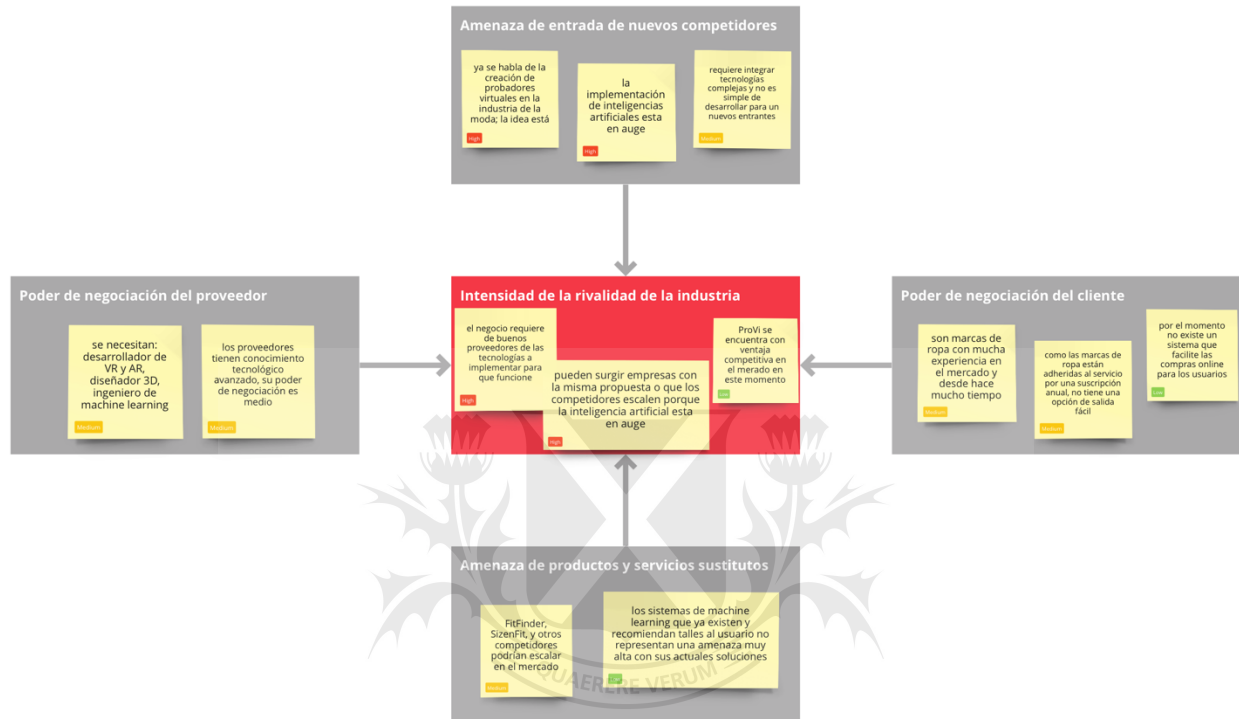 Amenaza de entrada de nuevos competidores
ya se habla de la
creación de
probadores
virtuales en la
industria de la
moda; la idea está
High
la
implementación
de inteligencias
artificiales esta
en auge
High
requiere integrar
tecnologías
complejas y no es
simple de
desarrollar para un
nuevos entrantes
Medium
Poder de negociación del proveedor
se necesitan:
desarrollador de
VR y AR,
diseñador 3D,
ingeniero de
machine learning
Medium
los proveedores
tienen conocimiento
tecnológico
avanzado, su poder
de negociación es
medio
Medium
Intensidad de la rivalidad de la industria
el negocio requiere
de buenos
proveedores de las
tecnologías a
implementar para
que funcione
High
pueden surgir empresas con
la misma propuesta o que los
competidores escalen porque
la inteligencia artificial esta
en auge
High
ProVi se
encuentra con
ventaja
competitiva en
el merado en
este momento
Low
Poder de negociación del cliente
son marcas de
ropa con mucha
experiencia en
el mercado y
desde hace
mucho tiempo
Medium
como las marcas de
ropa están
adheridas al servicio
por una suscripción
anual, no tiene una
opción de salida
fácil
Medium
por el momento
no existe un
sistema que
facilite las
compras online
para los usuarios
Low
Amenaza de productos y servicios sustitutos
FitFinder,
SizenFit, y otros
competidores
podrían escalar
en el mercado
Medium
los sistemas de machine
learning que ya existen y
recomiendan talles al usuario no
representan una amenaza muy
alta con sus actuales soluciones
Low
QUAERERE VERUM